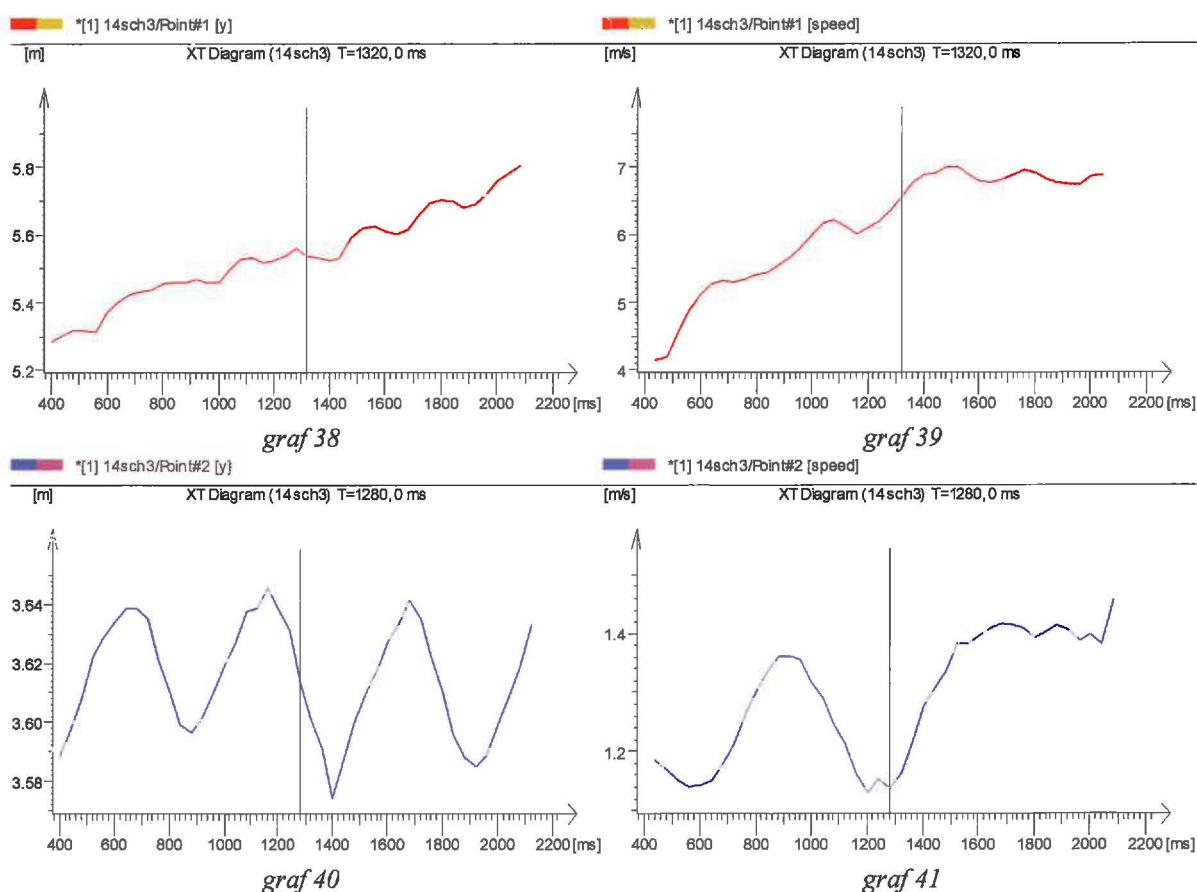 *[1] 14sch3/Point#1 [y]
[m] XT Diagram (14sch3) T=1320,0 ms
5.8
5.6
5.4
5.2
400 600 800 1000 1200 1400 1600 1800 2000 2200 [ms]
graf 38
*[1] 14sch3/Point#1 [speed]
[m/s] XT Diagram (14sch3) T=1320,0 ms
7
6
5
4
400 600 800 1000 1200 1400 1600 1800 2000 2200 [ms]
graf 39
*[1] 14sch3/Point#2 [y]
[m] XT Diagram (14sch3) T=1280,0 ms
3.64
3.62
3.60
3.58
400 600 800 1000 1200 1400 1600 1800 2000 2200 [ms]
graf 40
*[1] 14sch3/Point#2 [speed]
[m/s] XT Diagram (14sch3) T=1280,0 ms
1.4
1.2
400 600 800 1000 1200 1400 1600 1800 2000 2200 [ms]
graf 41